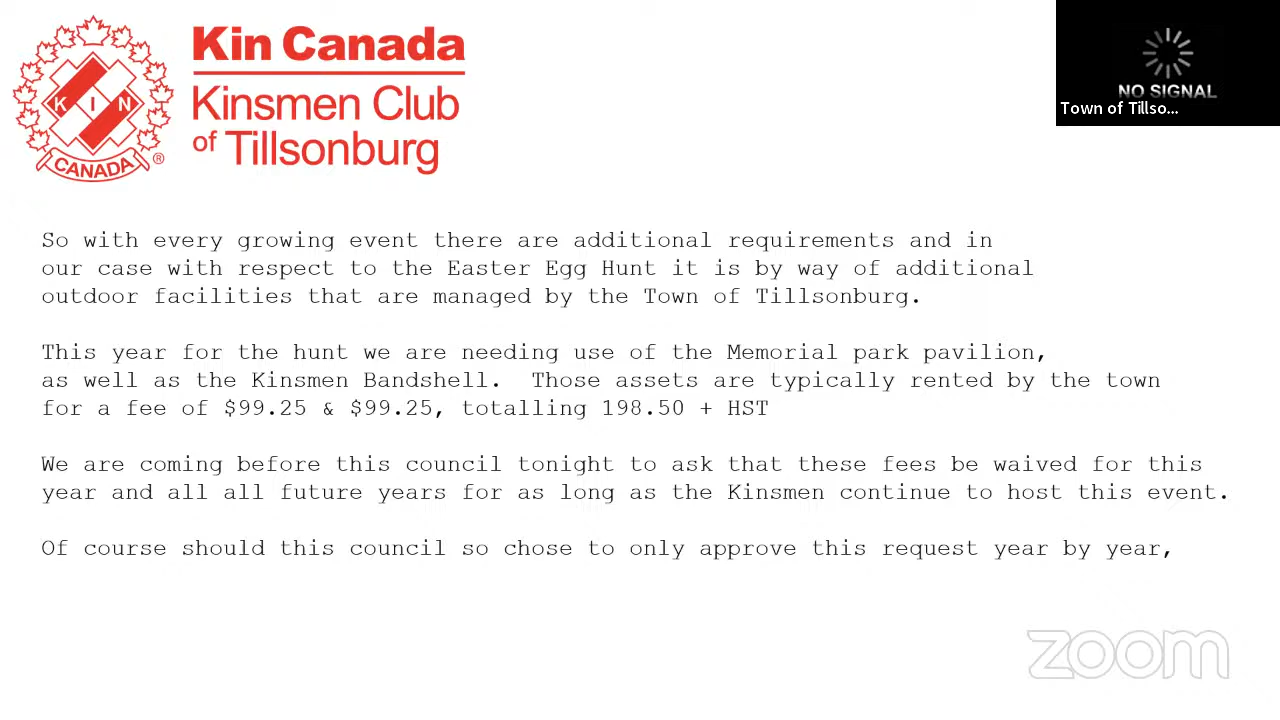 Kin Canada
Kinsmen Club
of Tillsonburg
K I N
CANADA ®
NO SIGNAL
Town of Tillso...
So with every growing event there are additional requirements and in
our case with respect to the Easter Egg Hunt it is by way of additional
outdoor facilities that are managed by the Town of Tillsonburg.
This year for the hunt we are needing use of the Memorial park pavilion,
as well as the Kinsmen Bandshell.  Those assets are typically rented by the town
for a fee of $99.25 & $99.25, totalling 198.50 + HST
We are coming before this council tonight to ask that these fees be waived for this
year and all all future years for as long as the Kinsmen continue to host this event.
Of course should this council so chose to only approve this request year by year,
zoom